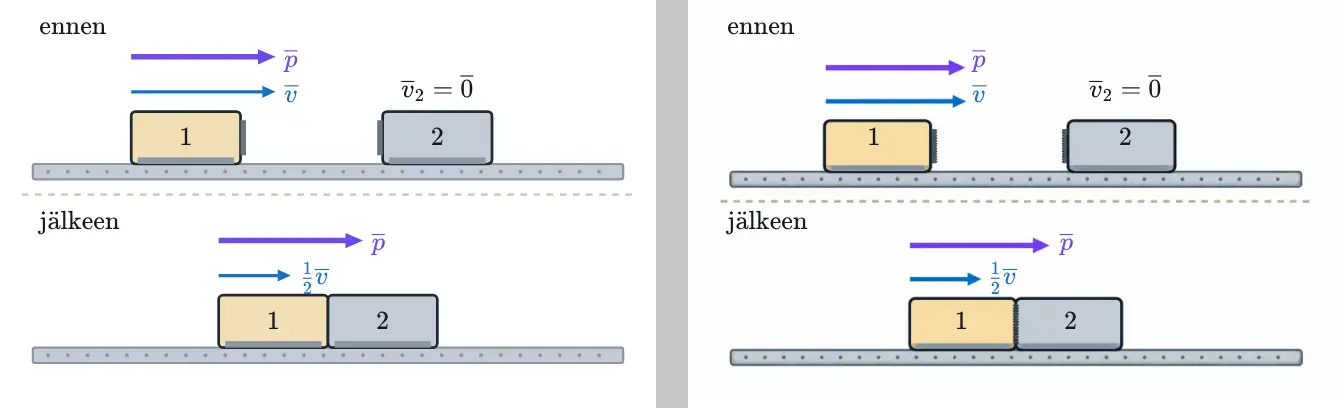 ennen
p̅
v̅
v̅₂ = 0̅
1
2
jälkeen
p̅
½v̅
1
2
ennen
p̅
v̅
v̅₂ = 0̅
1
2
jälkeen
p̅
½v̅
1
2